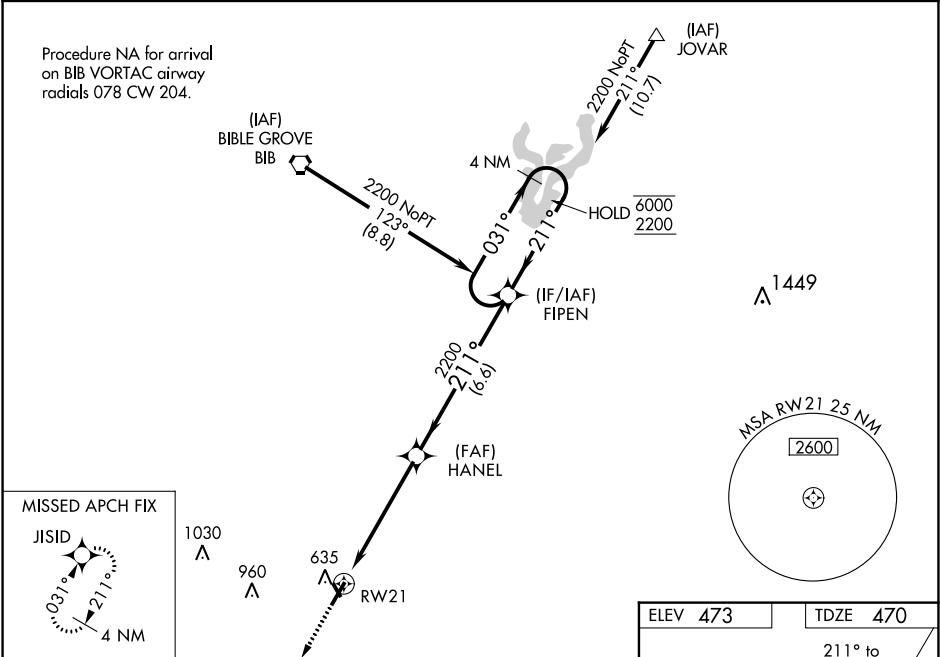 Procedure NA for arrival
on BIB VORTAC airway
radials 078 CW 204.
(IAF)
JOVAR
2200 NoPT
211°
(10.7)
(IAF)
BIBLE GROVE
BIB
2200 NoPT
123°
(8.8)
4 NM
031°
211°
HOLD
6000
2200
(IF/IAF)
FIPEN
1449
2200
211°
(6.6)
(FAF)
HANEL
MSA RW21 25 NM
2600
MISSED APCH FIX
JISID
031°
211°
4 NM
1030
960
635
RW21
ELEV 473
TDZE 470
211° to